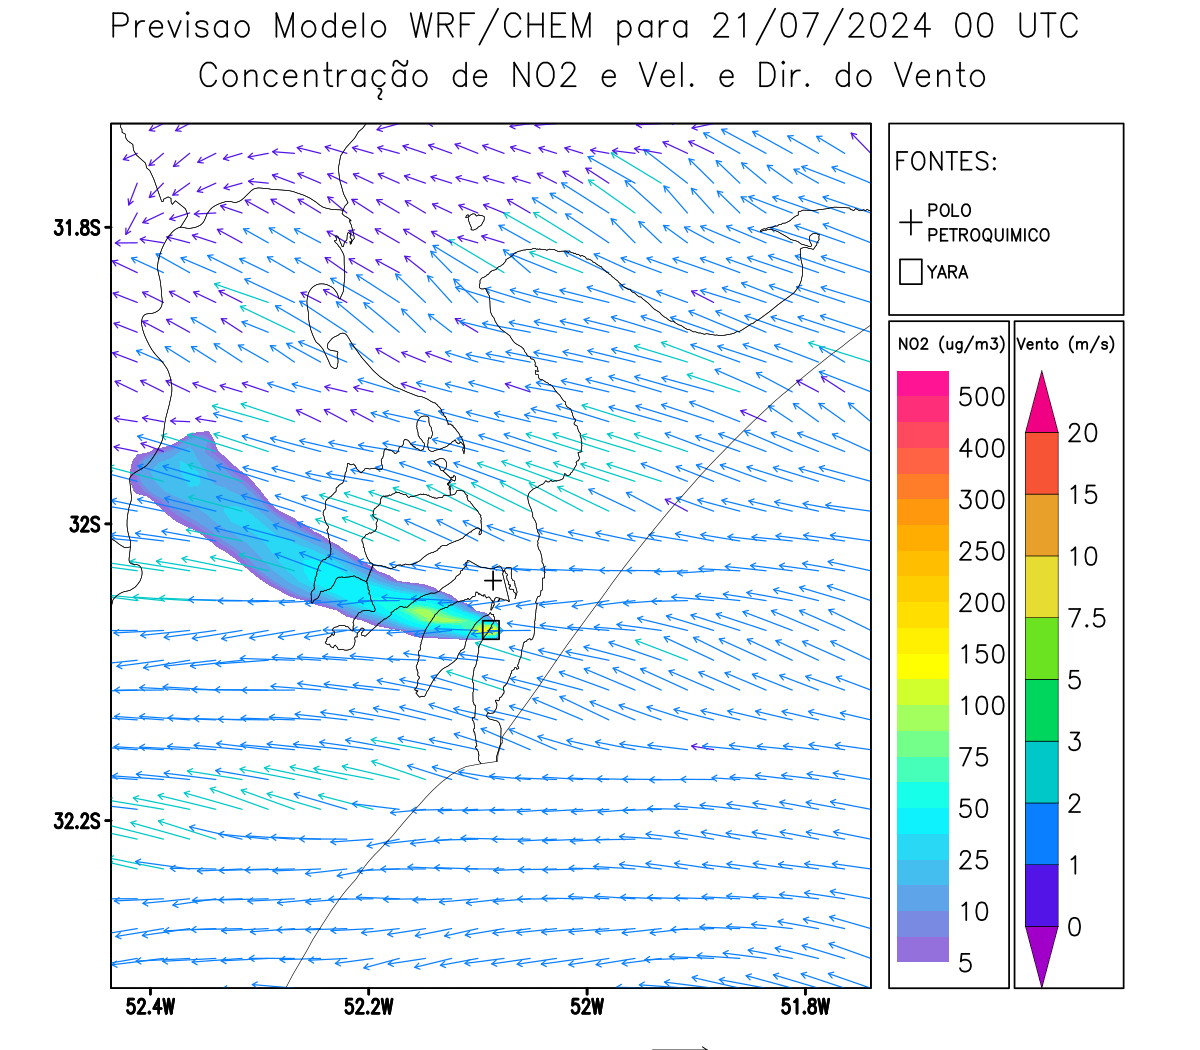 Previsao Modelo WRF/CHEM para 21/07/2024 00 UTC
Concentração de NO2 e Vel. e Dir. do Vento
FONTES:
POLO
PETROQUIMICO
YARA
NO2 (ug/m3)
500
400
300
250
200
150
100
75
50
25
10
5
Vento (m/s)
20
15
10
7.5
5
3
2
1
0
31.8S
32S
32.2S
52.4W
52.2W
52W
51.8W